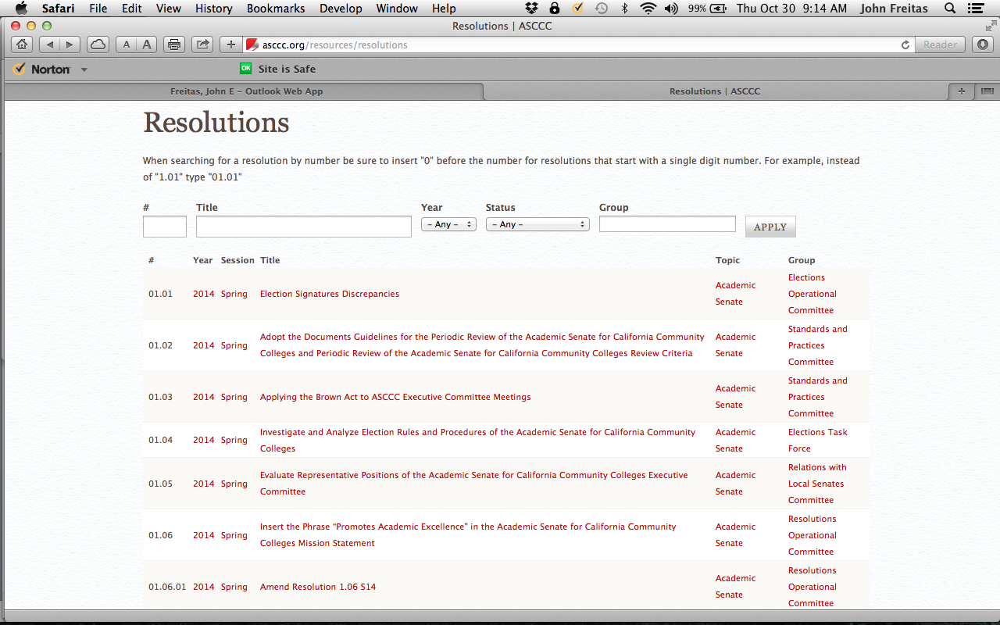 Safari File Edit View History Bookmarks Develop Window Help 99% Thu Oct 30 9:14 AM John Freitas
Resolutions | ASCCC
A A + asccc.org/resources/resolutions Reader
Norton OK Site is Safe
Freitas, John E – Outlook Web App Resolutions | ASCCC +
Resolutions
When searching for a resolution by number be sure to insert "0" before the number for resolutions that start with a single digit number. For example, instead
of "1.01" type "01.01"
# Title Year Status Group
– Any – – Any – APPLY
# Year Session Title Topic Group
01.01 2014 Spring Election Signatures Discrepancies Academic Senate Elections Operational Committee
01.02 2014 Spring Adopt the Documents Guidelines for the Periodic Review of the Academic Senate for California Community Colleges and Periodic Review of the Academic Senate for California Community Colleges Review Criteria Academic Senate Standards and Practices Committee
01.03 2014 Spring Applying the Brown Act to ASCCC Executive Committee Meetings Academic Senate Standards and Practices Committee
01.04 2014 Spring Investigate and Analyze Election Rules and Procedures of the Academic Senate for California Community Colleges Academic Senate Elections Task Force
01.05 2014 Spring Evaluate Representative Positions of the Academic Senate for California Community Colleges Executive Committee Academic Senate Relations with Local Senates Committee
01.06 2014 Spring Insert the Phrase “Promotes Academic Excellence” in the Academic Senate for California Community Colleges Mission Statement Academic Senate Resolutions Operational Committee
01.06.01 2014 Spring Amend Resolution 1.06 S14 Academic Senate Resolutions Operational Committee